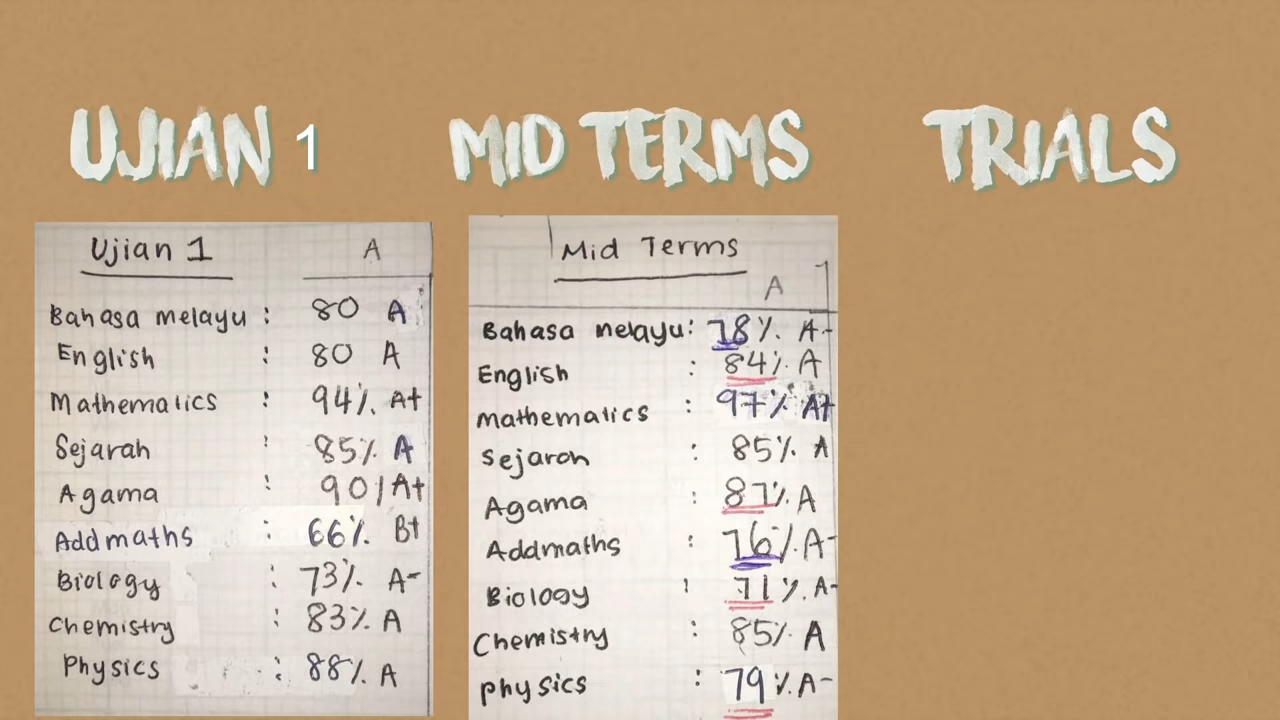 UJIAN 1
MID TERMS
TRIALS
Ujian 1
A
Bahasa melayu : 80 A
English : 80 A
Mathematics : 94% A+
Sejarah : 85% A
Agama : 90% A+
Addmaths : 66% B+
Biology : 73% A-
Chemistry : 83% A
Physics : 88% A
Mid Terms
A
Bahasa melayu: 78% A-
English : 84% A
mathematics : 97% A+
Sejarah : 85% A
Agama : 87% A
Addmaths : 76% A-
Biology : 71% A-
Chemistry : 85% A
physics : 79% A-